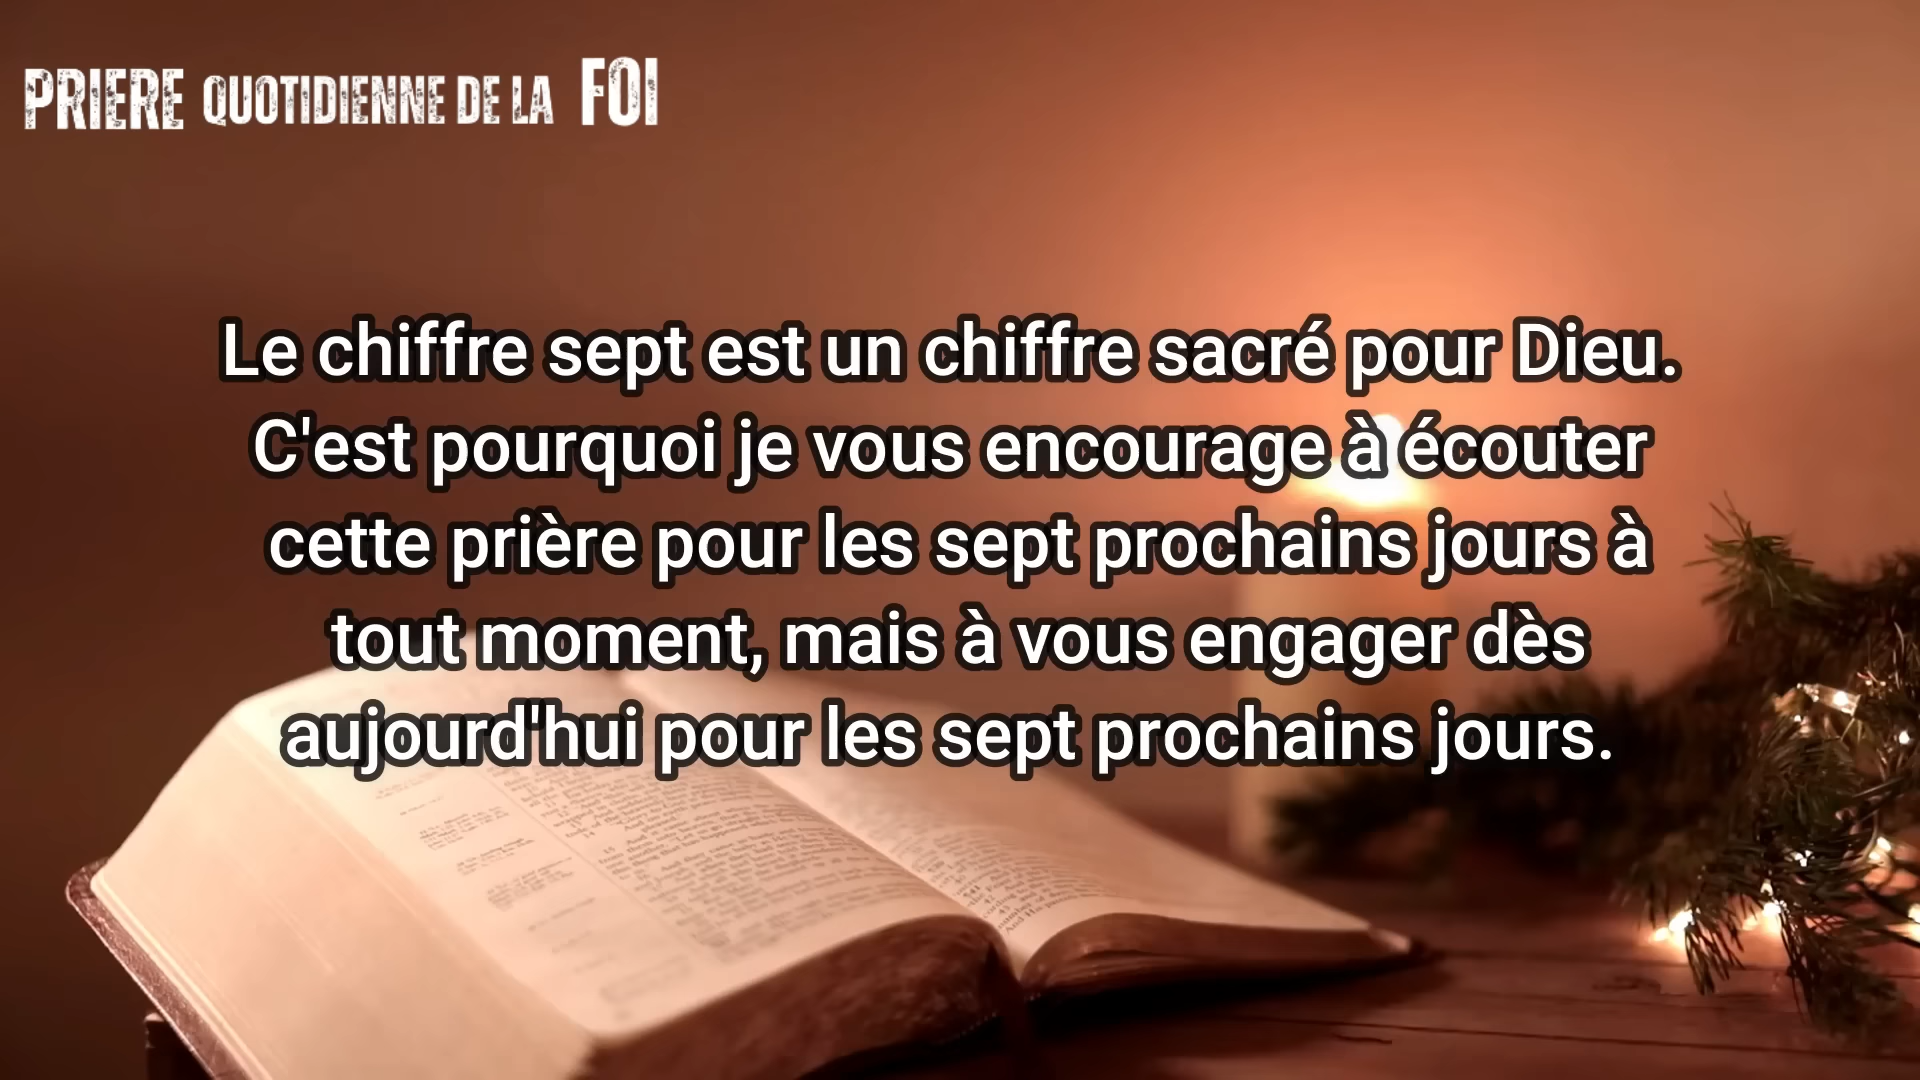 PRIERE QUOTIDIENNE DE LA FOI
Le chiffre sept est un chiffre sacré pour Dieu.
C'est pourquoi je vous encourage à écouter
cette prière pour les sept prochains jours à
tout moment, mais à vous engager dès
aujourd'hui pour les sept prochains jours.